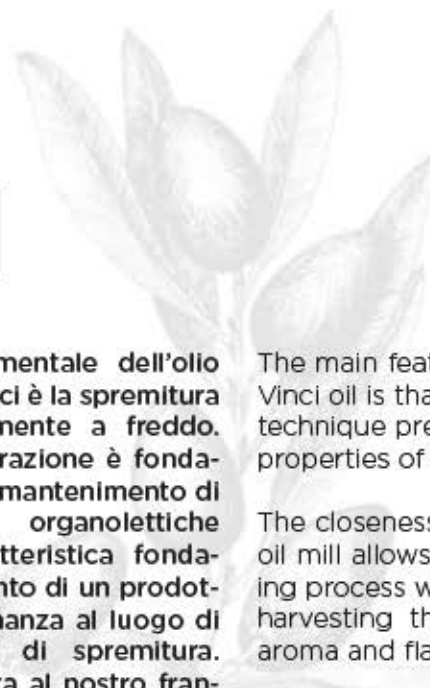 mentale dell'olio
ci è la spremitura
mente a freddo.
razione è fonda-
mantenimento di
organolettiche
tteristica fonda-
nto di un prodot-
nanza al luogo di
di spremitura.
za al nostro fran-
The main feat
Vinci oil is tha
technique pre
properties of
The closeness
oil mill allows
ing process w
harvesting th
aroma and fla